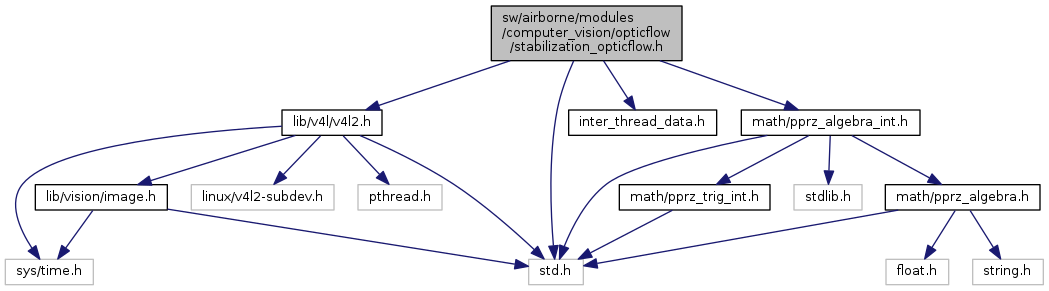 sw/airborne/modules
/computer_vision/opticflow
/stabilization_opticflow.h
lib/v4l/v4l2.h
inter_thread_data.h
math/pprz_algebra_int.h
lib/vision/image.h
linux/v4l2-subdev.h
pthread.h
math/pprz_trig_int.h
stdlib.h
math/pprz_algebra.h
sys/time.h
std.h
float.h
string.h